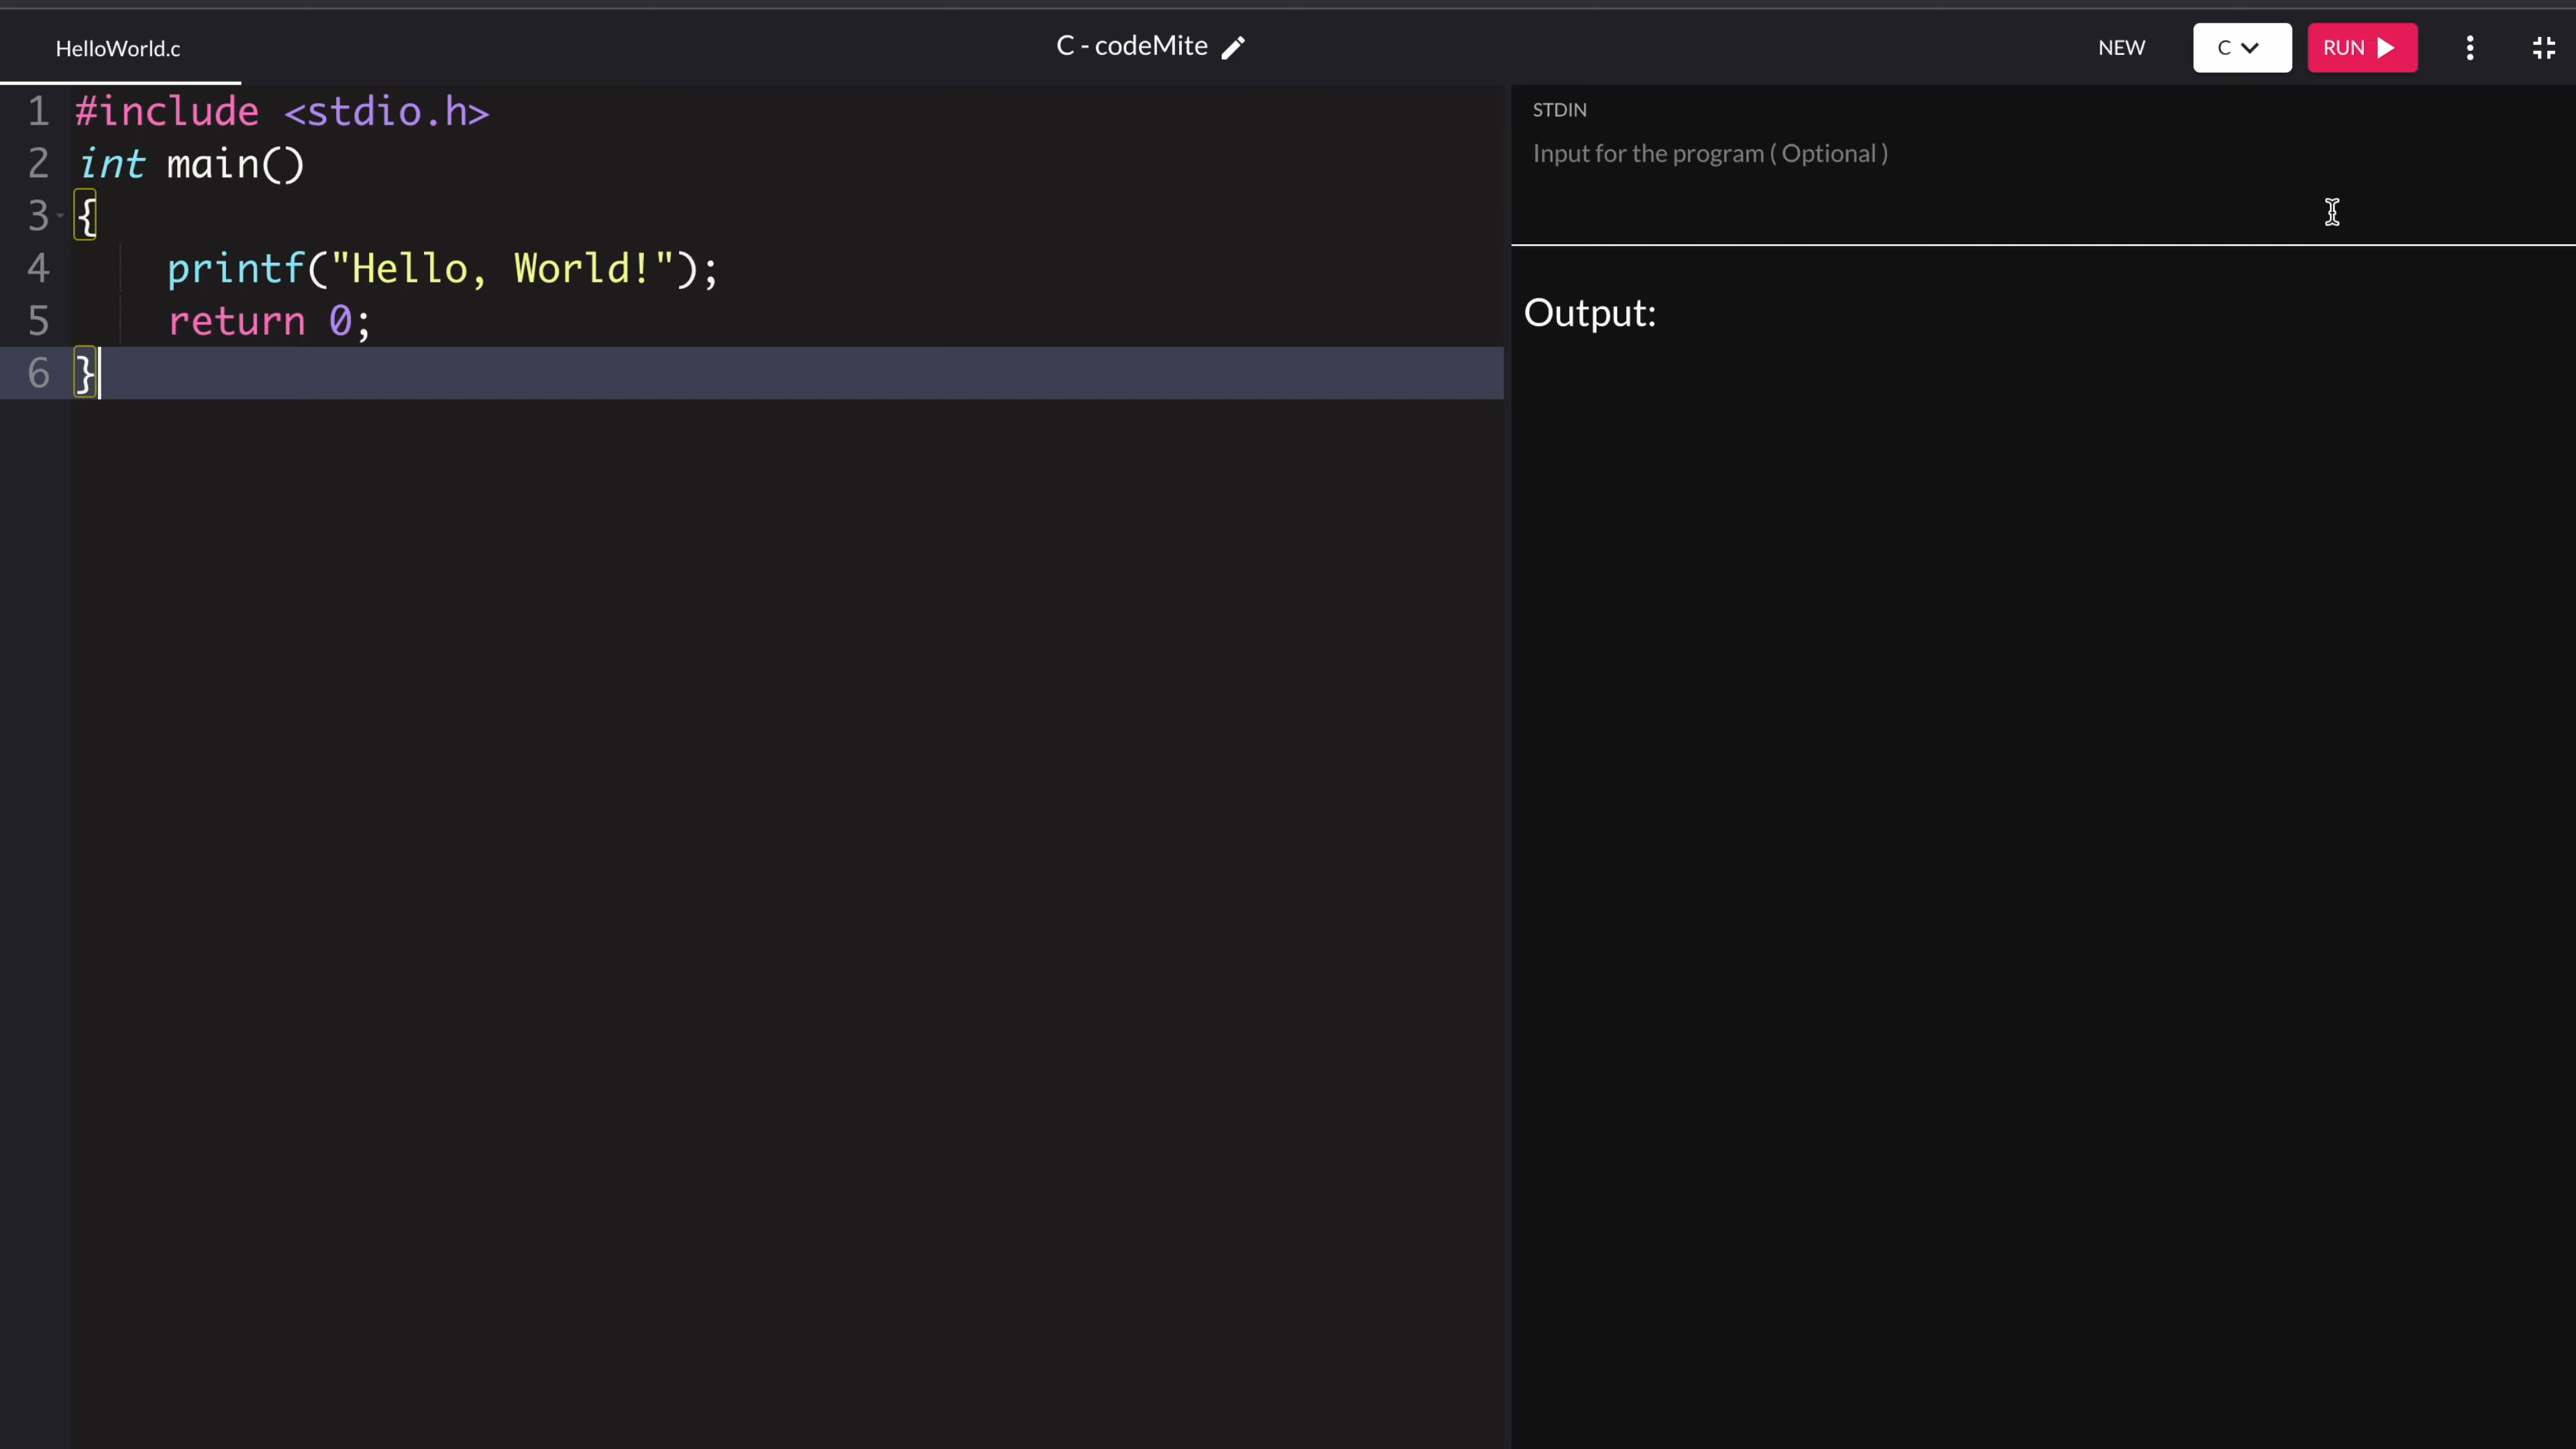 HelloWorld.c
C - codeMite
NEW
C
RUN
1 #include <stdio.h>
2 int main()
3 {
4     printf("Hello, World!");
5     return 0;
6 }
STDIN
Input for the program ( Optional )
Output: